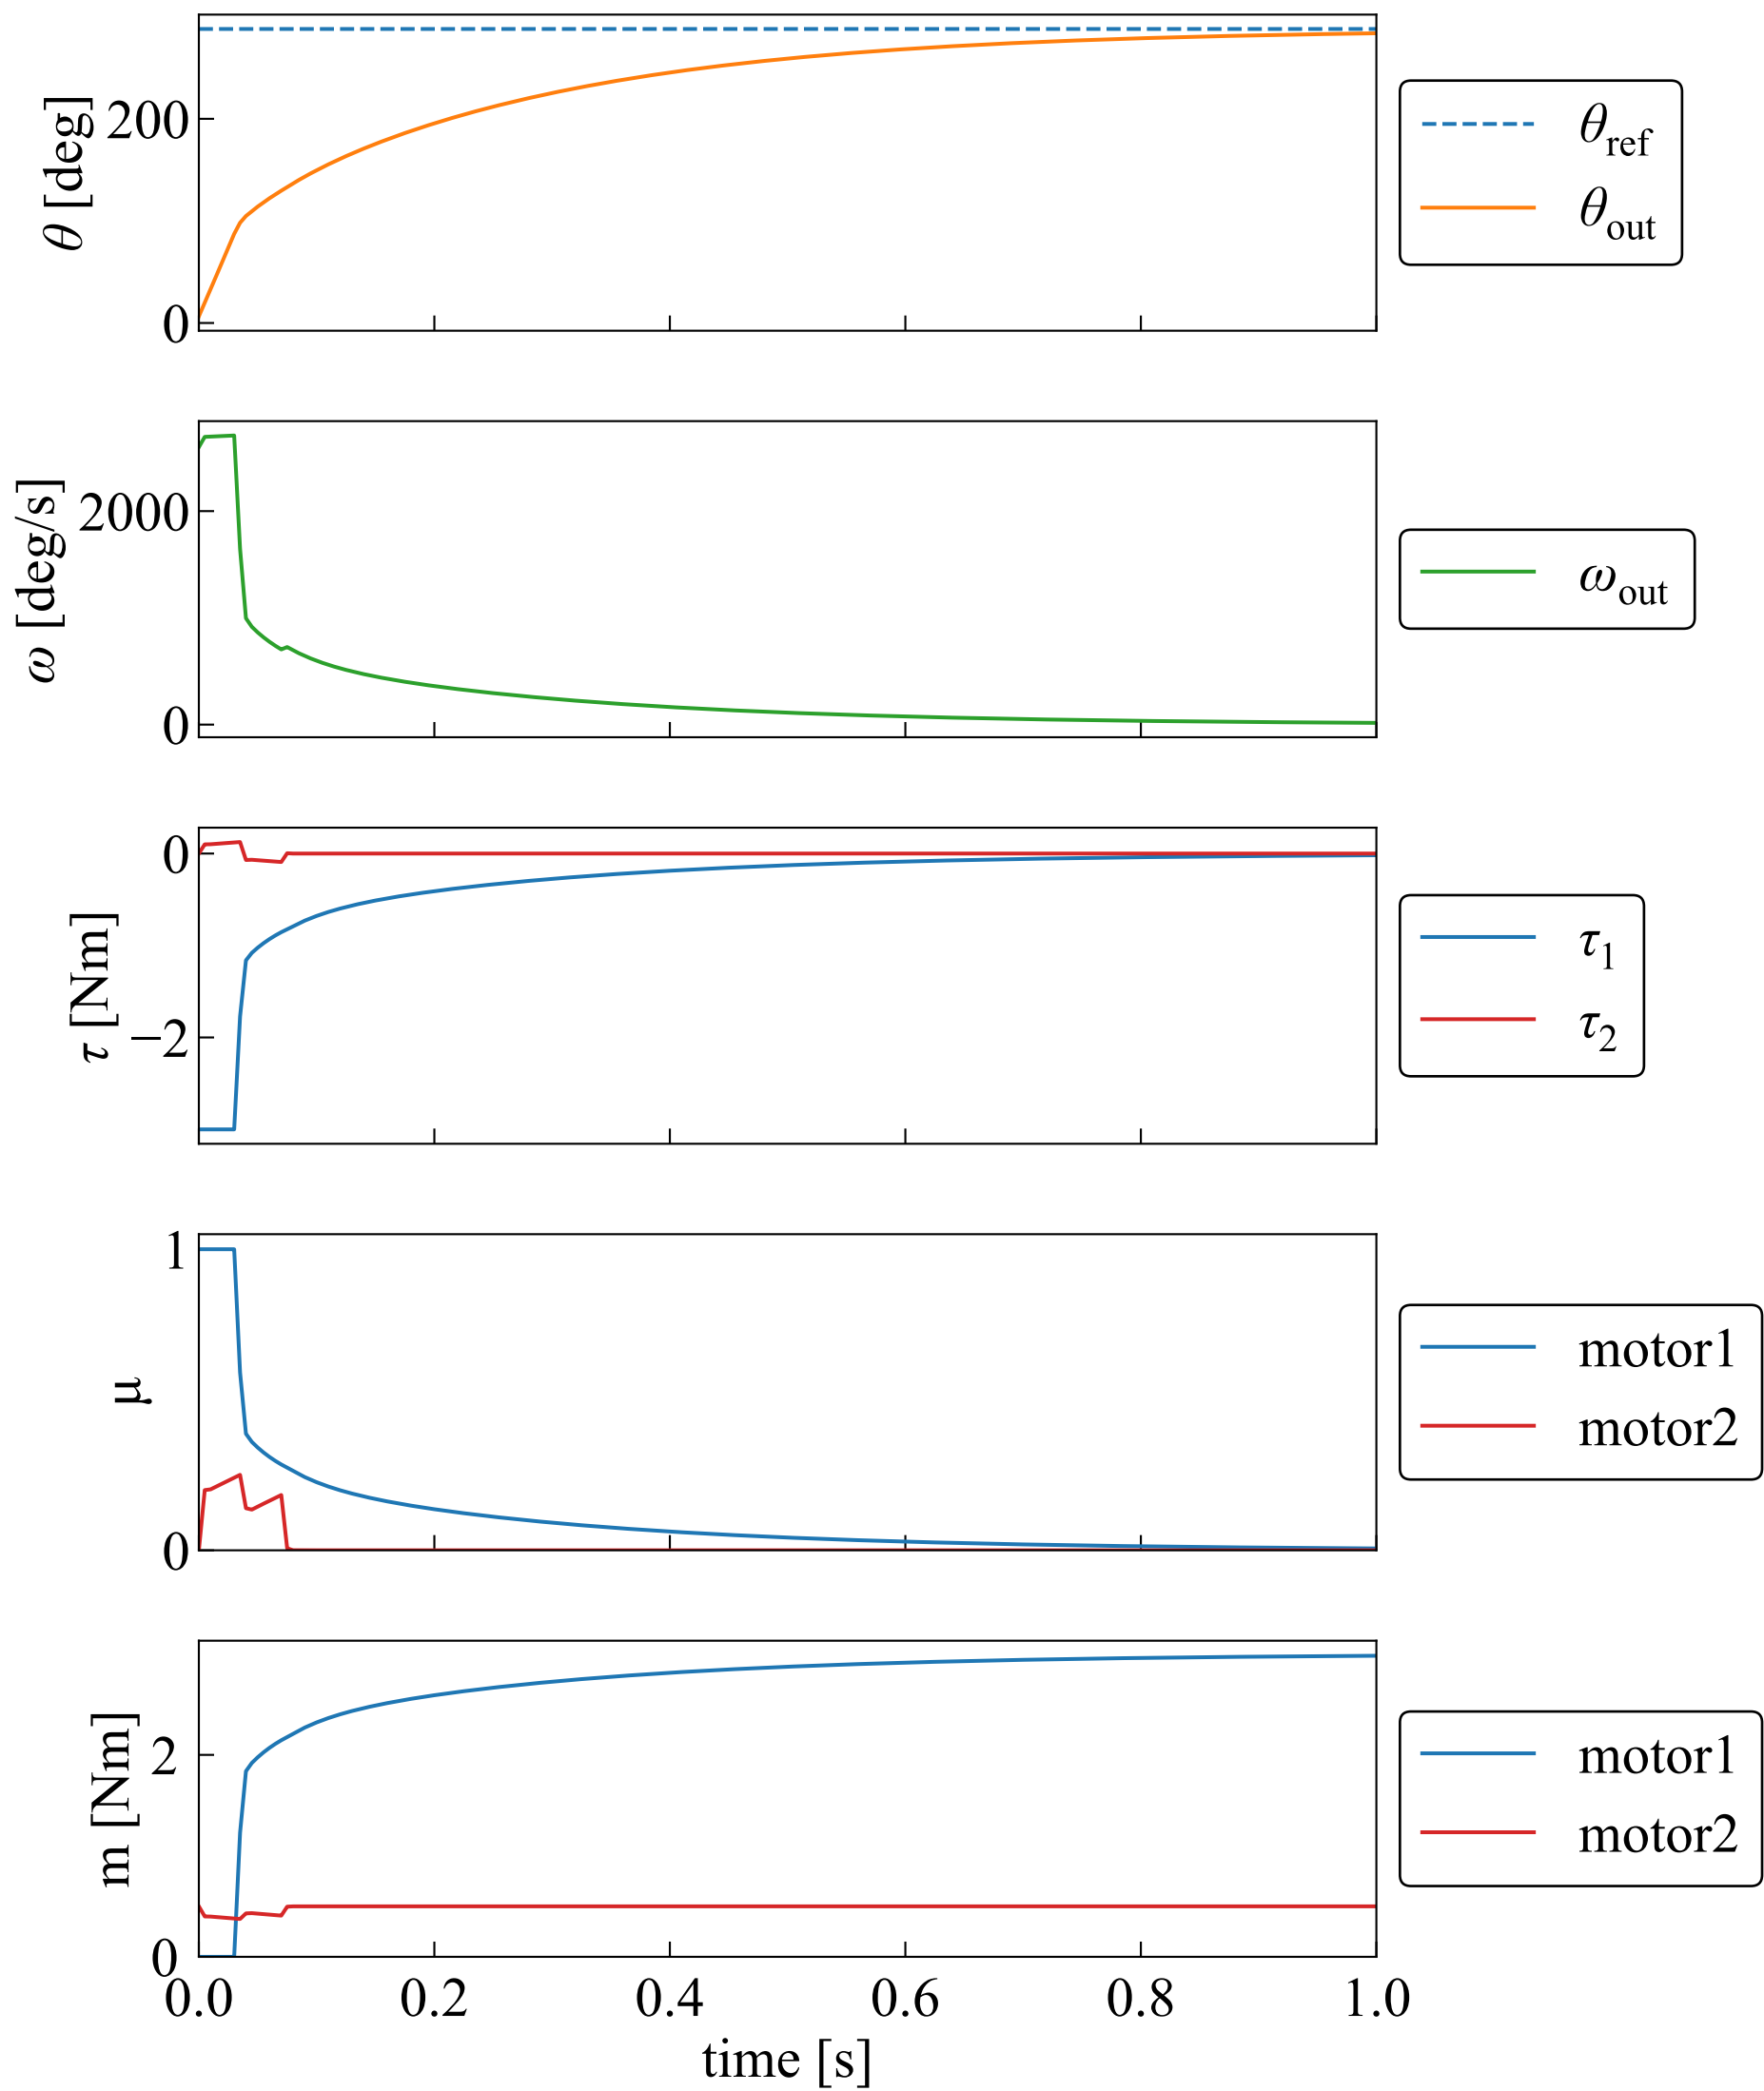 θ [deg]
200
0
θref
θout
ω [deg/s]
2000
0
ωout
τ [Nm]
0
−2
τ1
τ2
μ
1
0
motor1
motor2
m [Nm]
2
0
motor1
motor2
0.0 0.2 0.4 0.6 0.8 1.0
time [s]